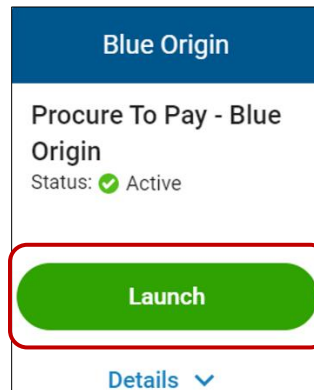 Blue Origin
Procure To Pay - Blue
Origin
Status: Active
Launch
Details